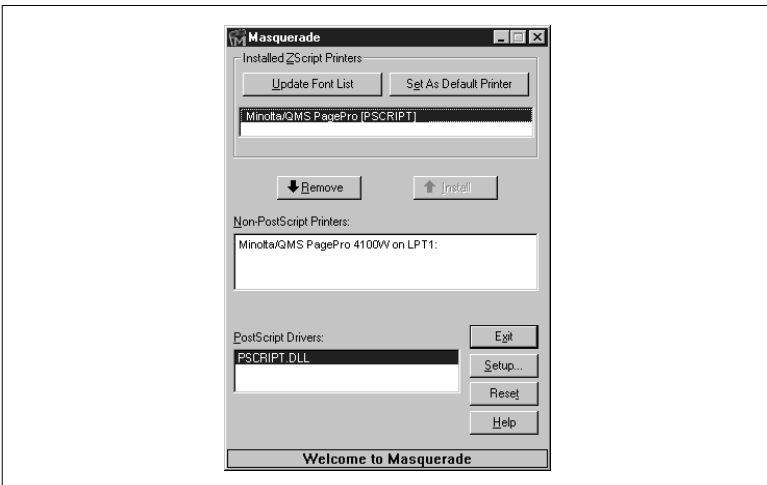 Masquerade
Installed ZScript Printers
Update Font List
Set As Default Printer
Minolta/QMS PagePro [PSCRIPT]
Remove
Install
Non-PostScript Printers:
Minolta/QMS PagePro 4100W on LPT1:
PostScript Drivers:
PSCRIPT.DLL
Exit
Setup...
Reset
Help
Welcome to Masquerade